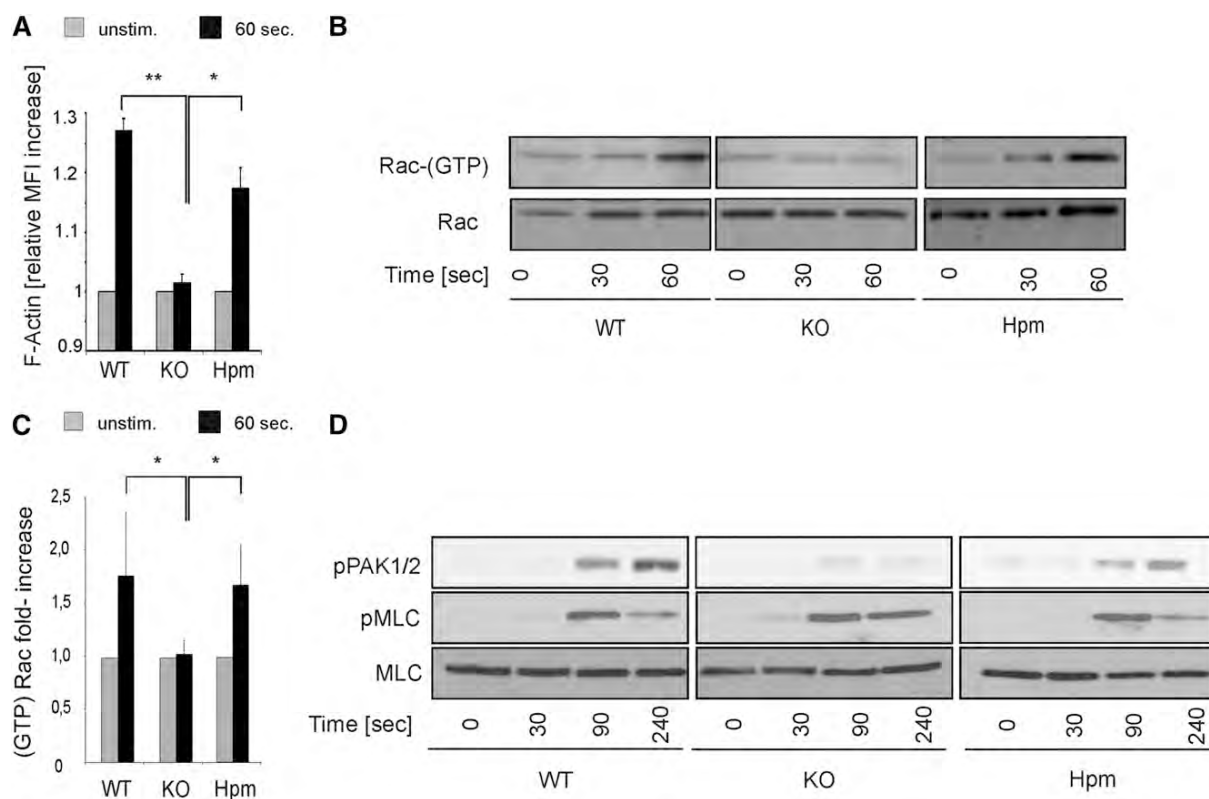 A
unstim.
60 sec.
F-Actin [relative MFI increase]
**
*
1.3
1.2
1.1
1
0.9
WT KO Hpm
B
Rac-(GTP)
Rac
Time [sec]
0 30 60 0 30 60 0 30 60
WT KO Hpm
C
unstim.
60 sec.
(GTP) Rac fold- increase
*
*
2,5
2,0
1,5
1,0
0,5
0
WT KO Hpm
D
pPAK1/2
pMLC
MLC
Time [sec]
0 30 90 240 0 30 90 240 0 30 90 240
WT KO Hpm